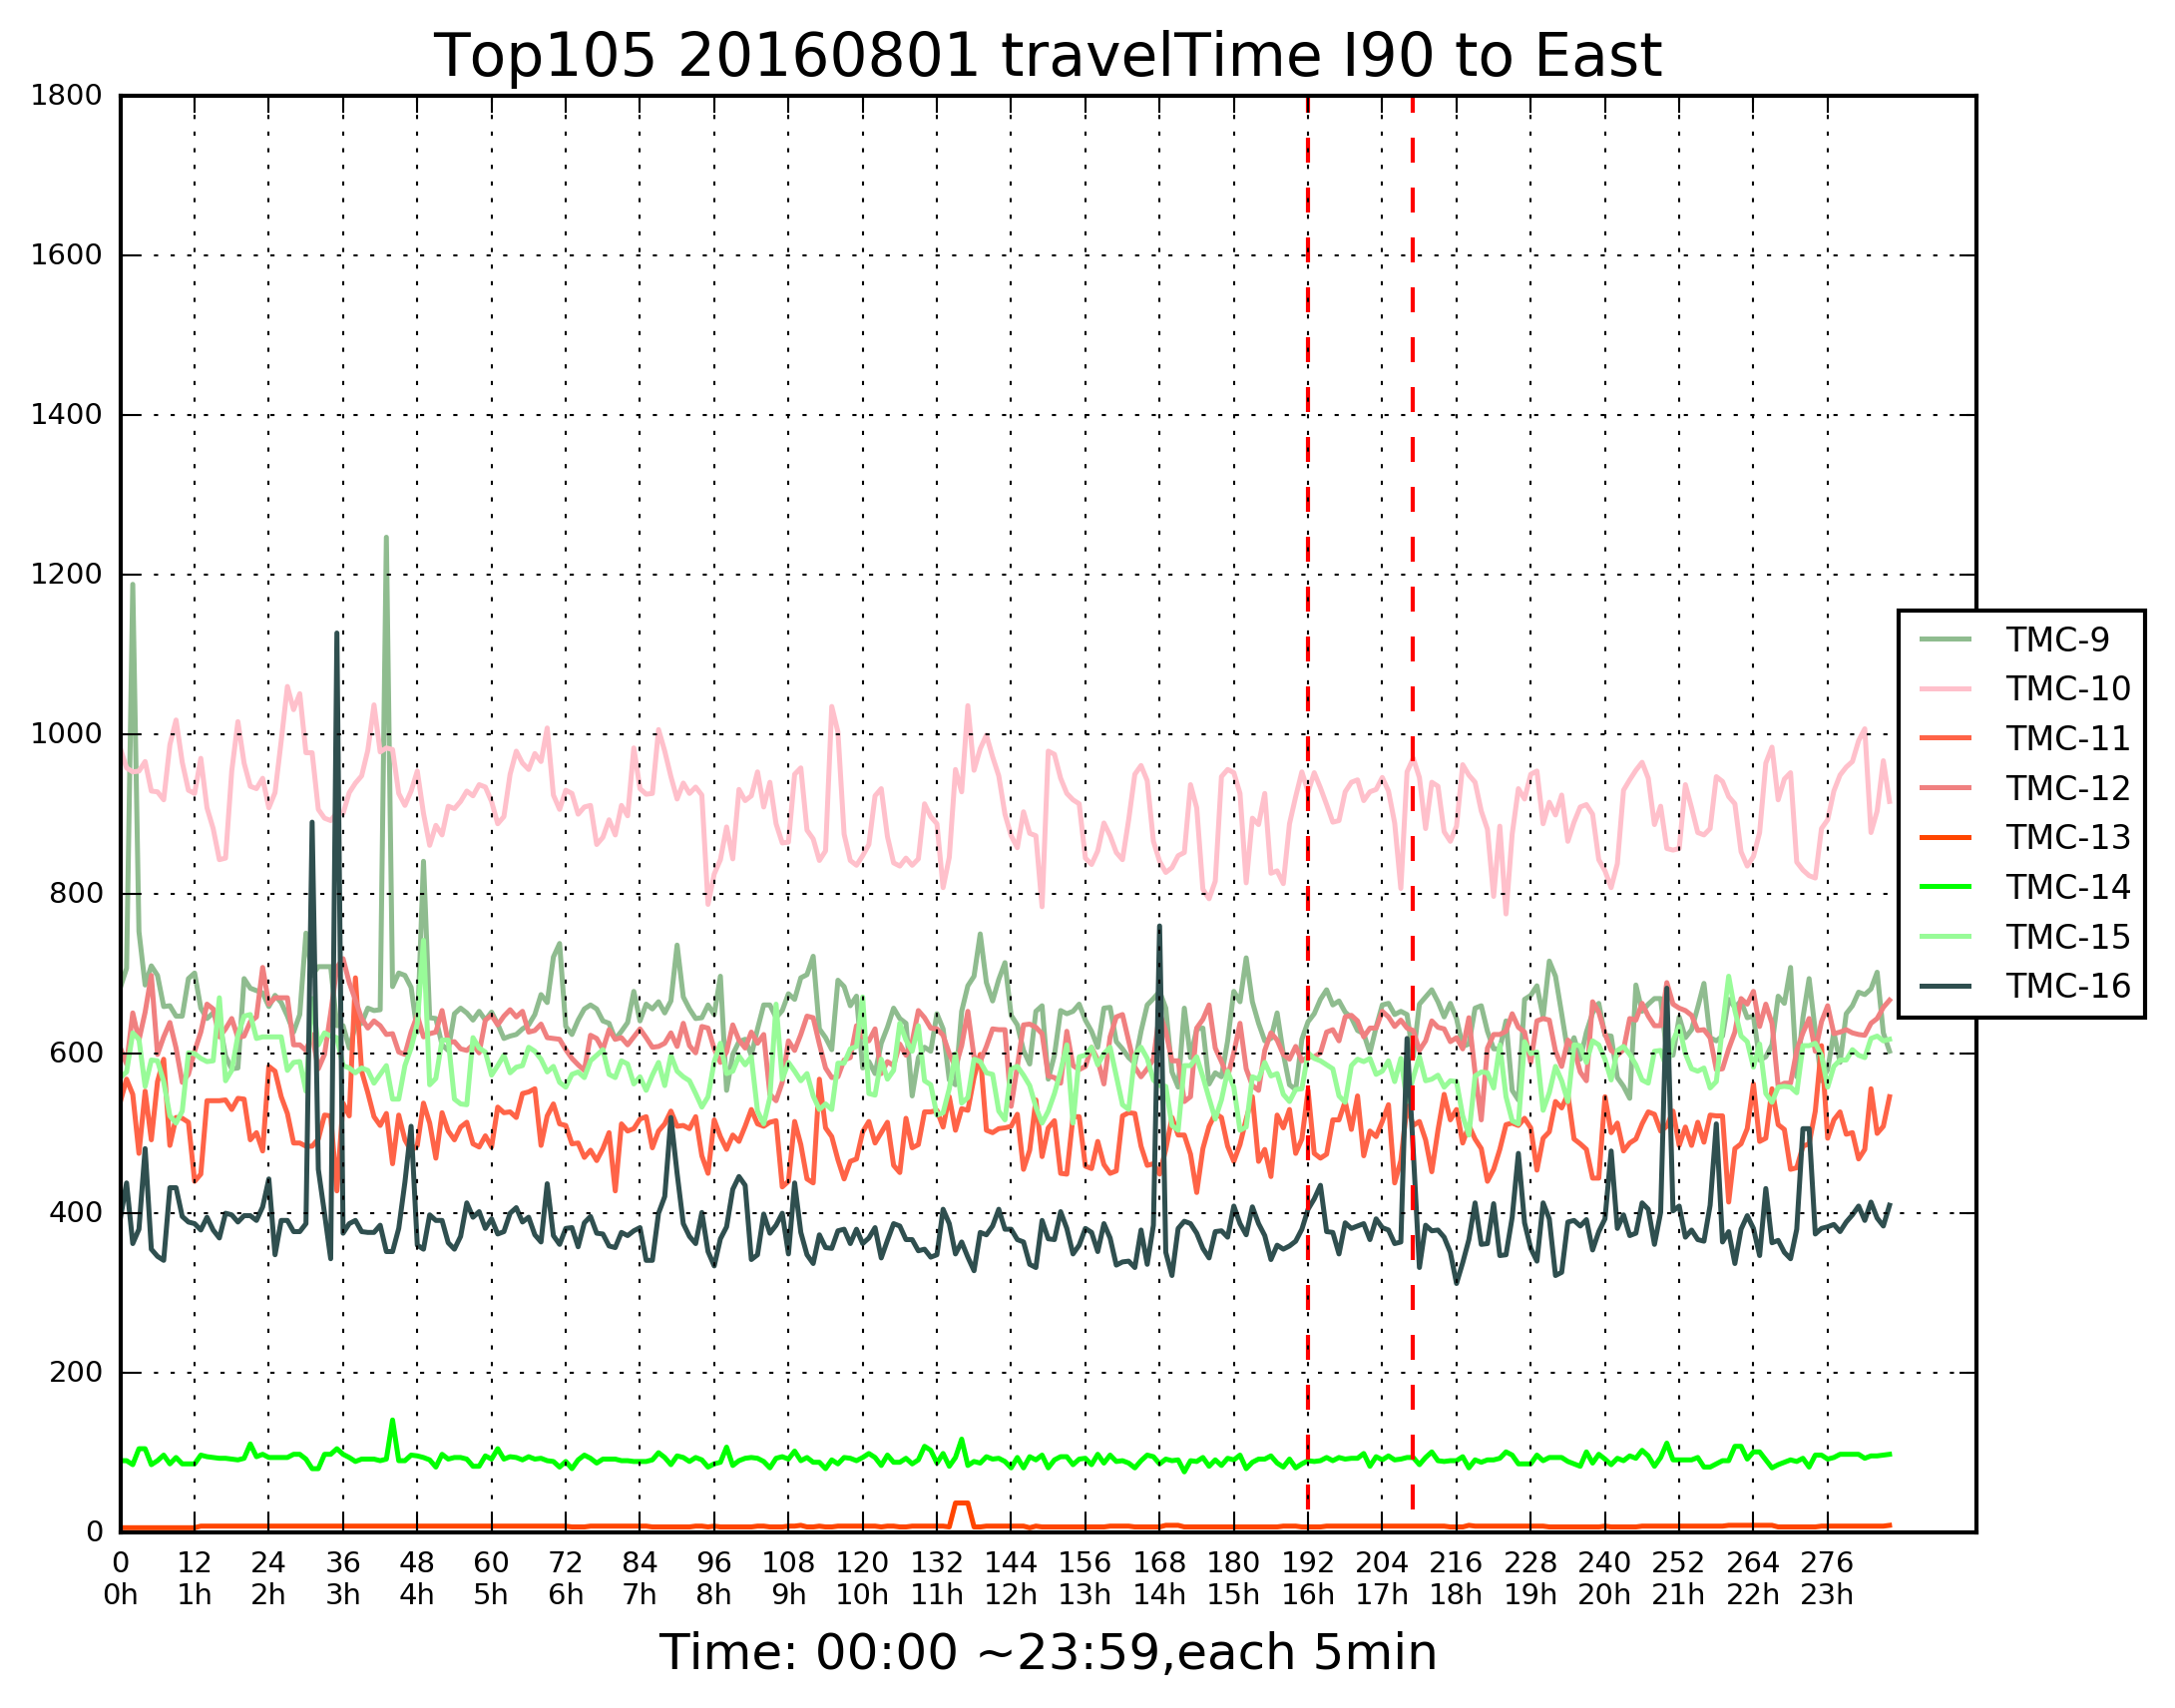 Top105 20160801 travelTime I90 to East
1800
1600
1400
1200
1000
800
600
400
200
0
TMC-9
TMC-10
TMC-11
TMC-12
TMC-13
TMC-14
TMC-15
TMC-16
0 12 24 36 48 60 72 84 96 108 120 132 144 156 168 180 192 204 216 228 240 252 264 276
0h 1h 2h 3h 4h 5h 6h 7h 8h 9h 10h 11h 12h 13h 14h 15h 16h 17h 18h 19h 20h 21h 22h 23h
Time: 00:00 ~23:59,each 5min